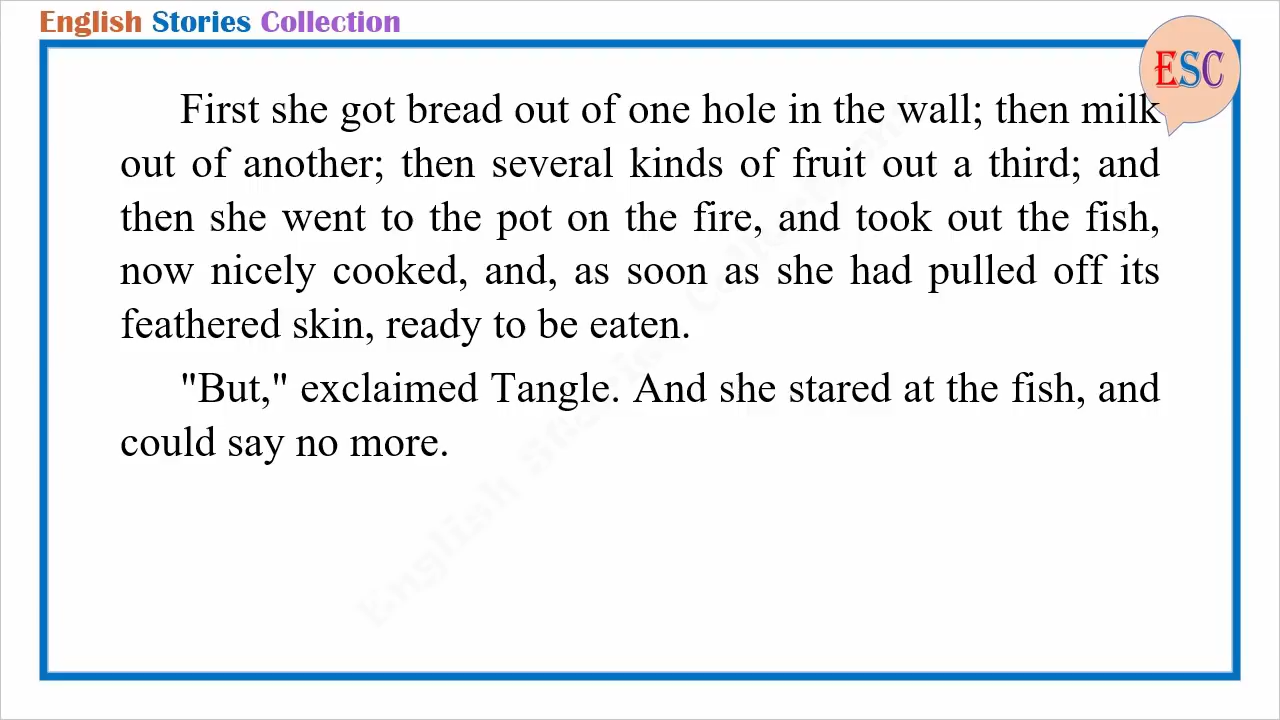 English Stories Collection
ESC
First she got bread out of one hole in the wall; then milk
out of another; then several kinds of fruit out a third; and
then she went to the pot on the fire, and took out the fish,
now nicely cooked, and, as soon as she had pulled off its
feathered skin, ready to be eaten.
"But," exclaimed Tangle. And she stared at the fish, and
could say no more.
English Stories Collection